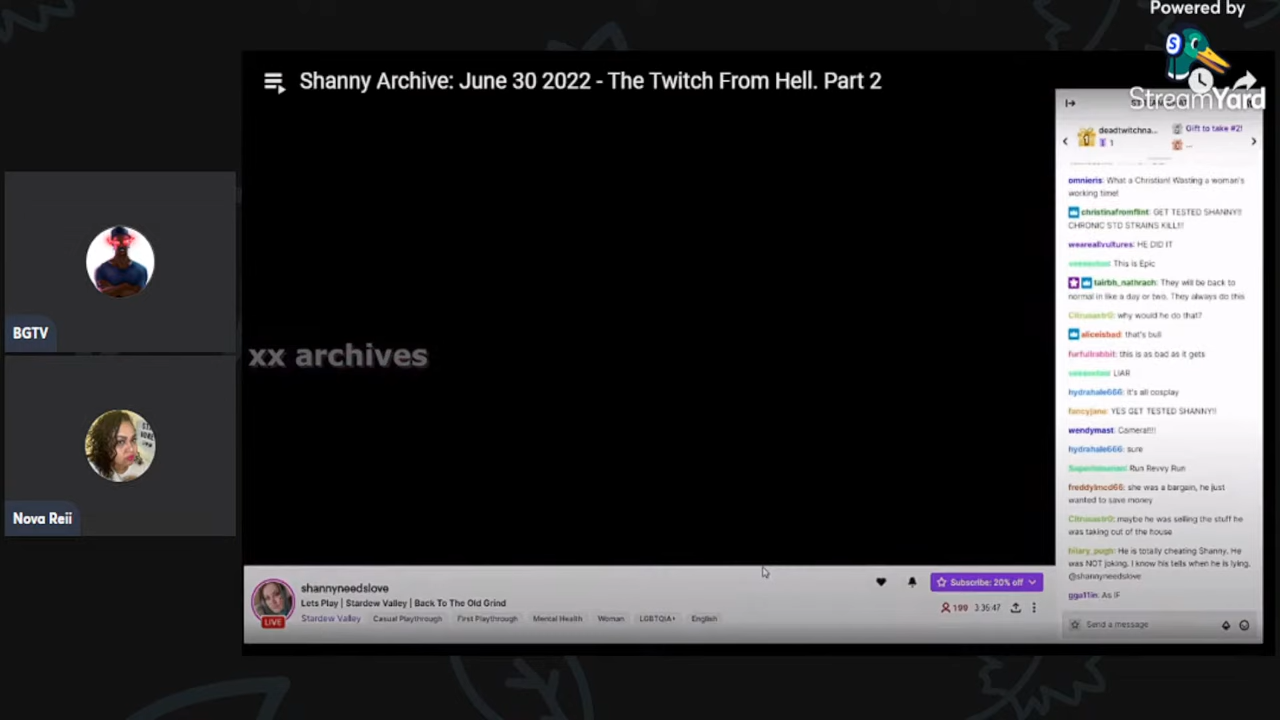 Powered by
StreamYard
Shanny Archive: June 30 2022 - The Twitch From Hell. Part 2
BGTV
Nova Reii
xx archives
deadtwitchna...
1
Gift to take #2!
...
omnieris: What a Christian! Wasting a woman's
working time!
christinafromflint: GET TESTED SHANNY!!
CHRONIC STD STRAINS KILL!!!
weareallvultures: HE DID IT
This is Epic
tairbh_nathrach: They will be back to
normal in like a day or two. They always do this
why would he do that?
aliceisbad: that's bull
furfullrabbit: this is as bad as it gets
LIAR
hydrahale666: it's all cosplay
fancyjane: YES GET TESTED SHANNY!!
wendymast: Camera!!!
hydrahale666: sure
Run Revvy Run
freddylmcd66: she was a bargain, he just
wanted to save money
maybe he was selling the stuff he
was taking out of the house
hilary_pugh: He is totally cheating Shanny. He
was NOT joking. I know his tells when he is lying.
@shannyneedslove
gga11in: As IF
Send a message
shannyneedslove
Lets Play | Stardew Valley | Back To The Old Grind
Stardew Valley Casual Playthrough First Playthrough Mental Health Woman LGBTQIA+ English
LIVE
Subscribe: 20% off
199 3:35:47